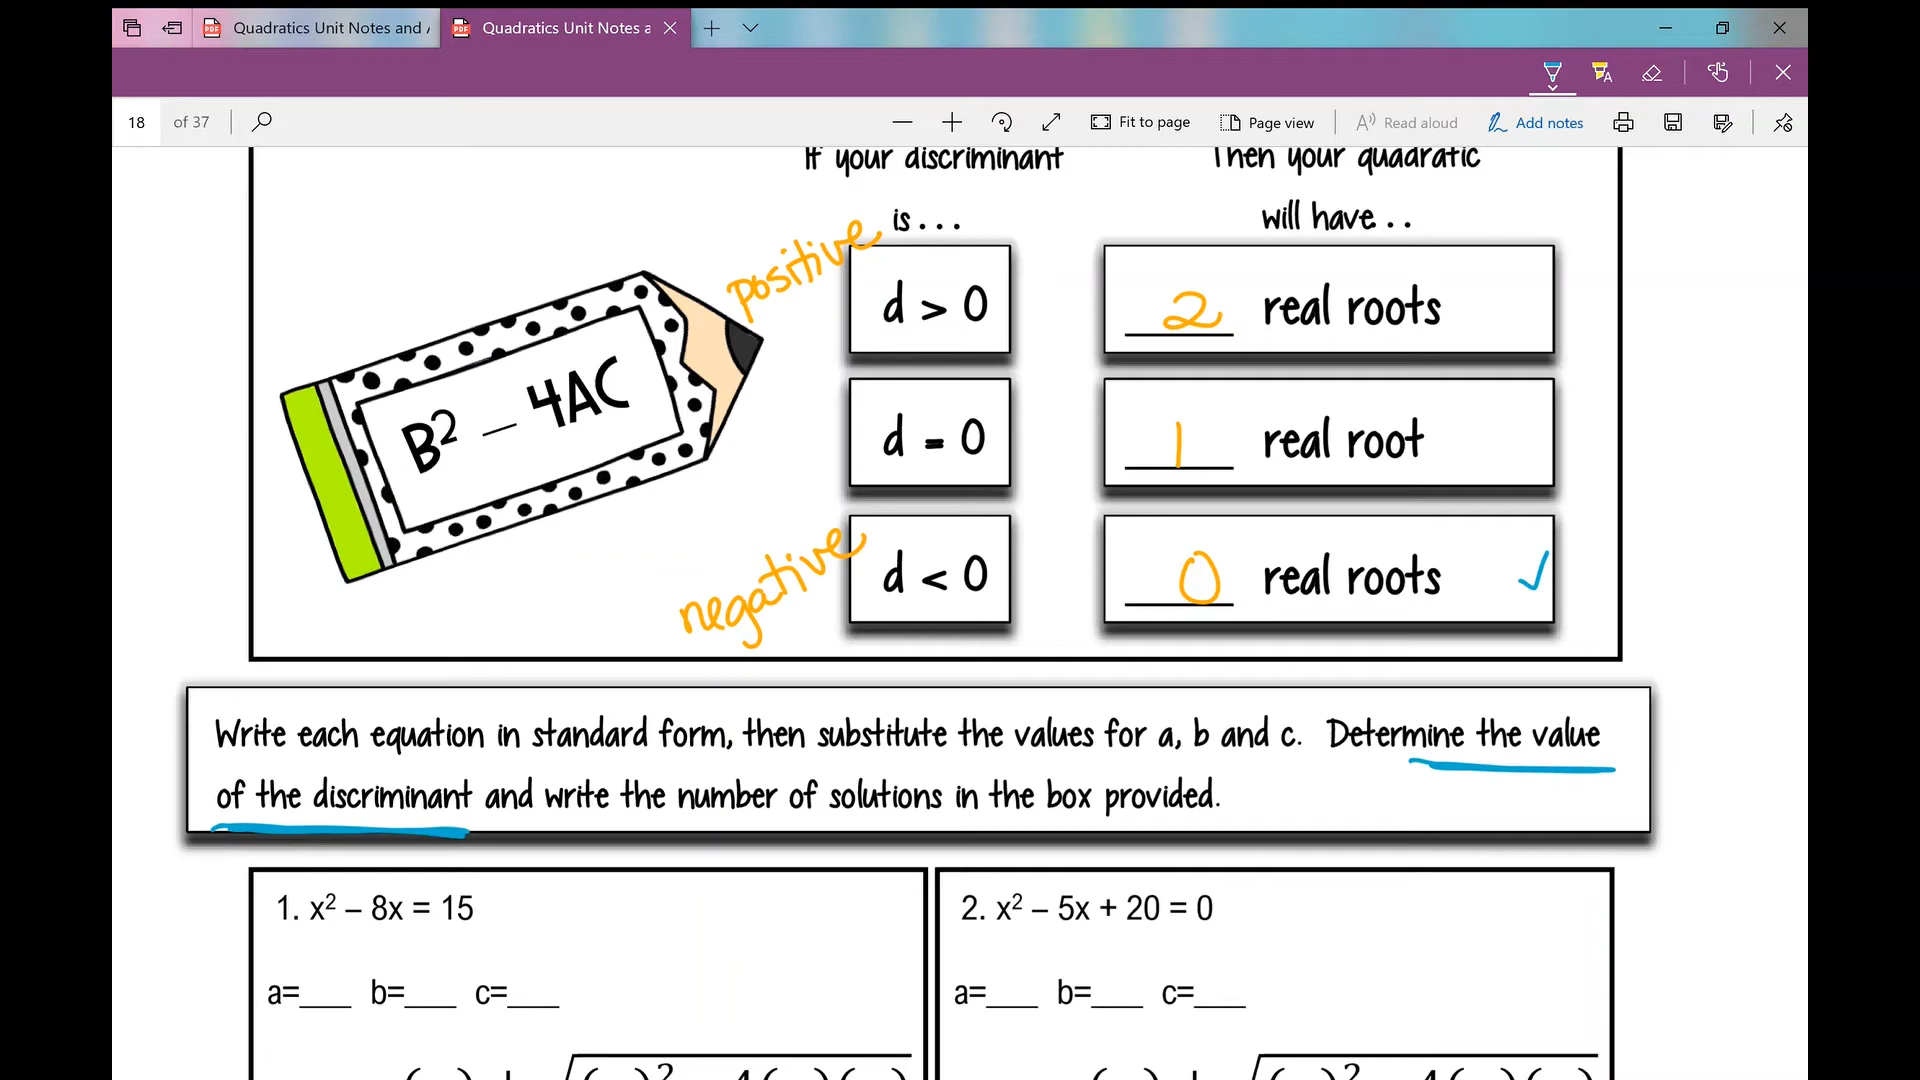 Quadratics Unit Notes and
Quadratics Unit Notes a
18 of 37
Fit to page
Page view
Read aloud
Add notes
If your discriminant
is...
Then your quadratic
will have..
positive
d > 0
2 real roots
B² – 4AC
d = 0
1 real root
negative
d < 0
0 real roots ✓
Write each equation in standard form, then substitute the values for a, b and c. Determine the value
of the discriminant and write the number of solutions in the box provided.
1. x² – 8x = 15
a=___ b=___ c=___
2. x² – 5x + 20 = 0
a=___ b=___ c=___